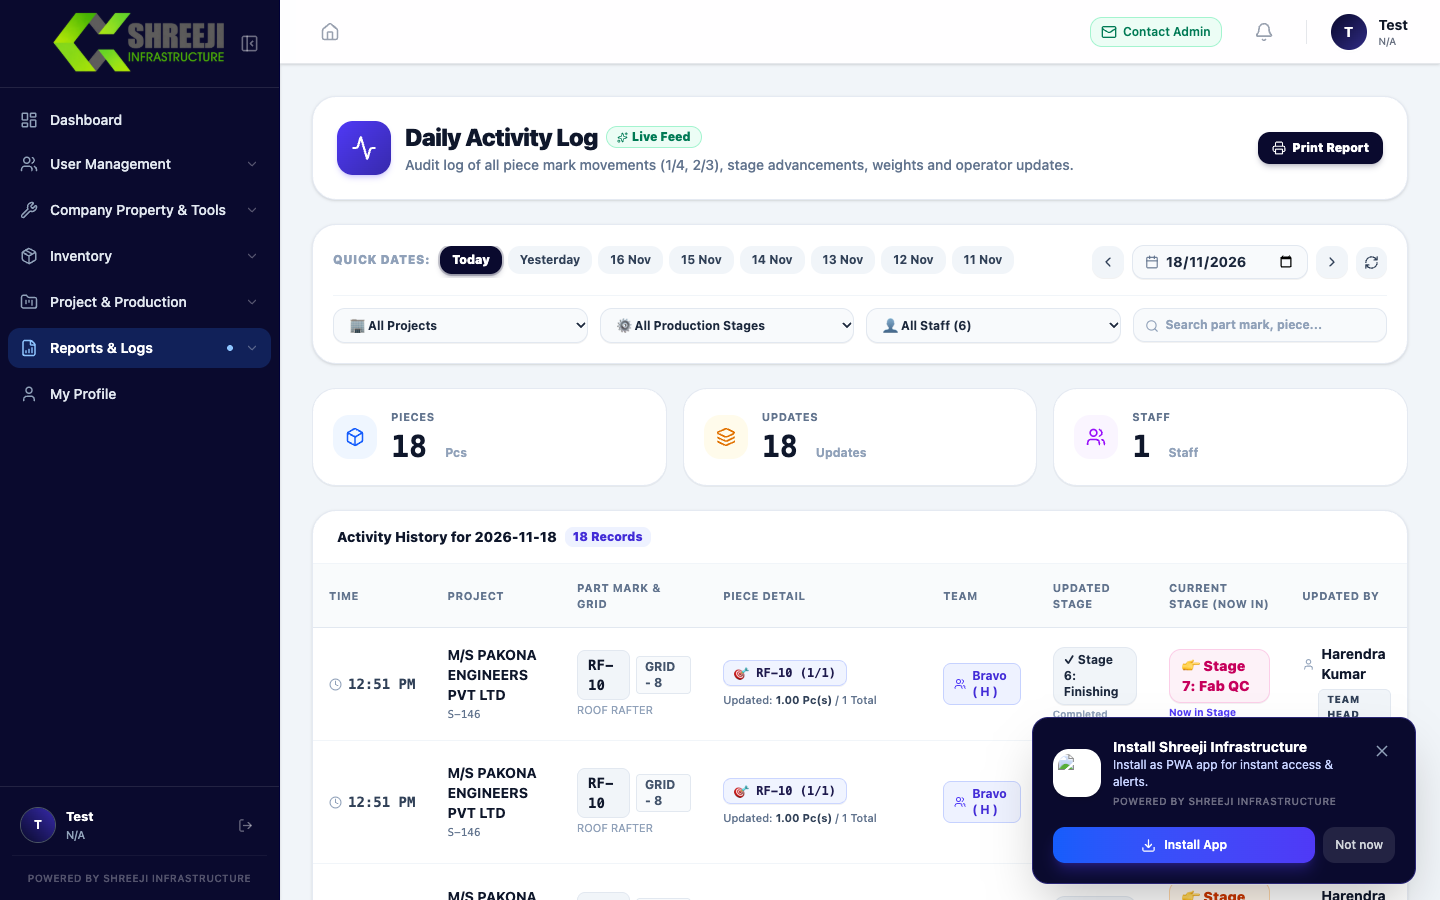 SHREEJI
INFRASTRUCTURE
Dashboard
User Management
Company Property & Tools
Inventory
Project & Production
Reports & Logs
My Profile
T
Test
N/A
POWERED BY SHREEJI INFRASTRUCTURE
Contact Admin
T
Test
N/A
Daily Activity Log
Live Feed
Audit log of all piece mark movements (1/4, 2/3), stage advancements, weights and operator updates.
Print Report
QUICK DATES:
Today
Yesterday
16 Nov
15 Nov
14 Nov
13 Nov
12 Nov
11 Nov
18/11/2026
All Projects
All Production Stages
All Staff (6)
Search part mark, piece...
PIECES
18 Pcs
UPDATES
18 Updates
STAFF
1 Staff
Activity History for 2026-11-18
18 Records
TIME
PROJECT
PART MARK &
GRID
PIECE DETAIL
TEAM
UPDATED
STAGE
CURRENT
STAGE (NOW IN)
UPDATED BY
12:51 PM
M/S PAKONA
ENGINEERS
PVT LTD
S-146
RF-
10
GRID
- 8
ROOF RAFTER
🎯 RF-10 (1/1)
Updated: 1.00 Pc(s) / 1 Total
Bravo
( H )
✓ Stage
6:
Finishing
Completed
👉 Stage
7: Fab QC
Now in Stage
Harendra
Kumar
TEAM
HEAD
12:51 PM
M/S PAKONA
ENGINEERS
PVT LTD
S-146
RF-
10
GRID
- 8
ROOF RAFTER
🎯 RF-10 (1/1)
Updated: 1.00 Pc(s) / 1 Total
Bravo
( H )
M/S PAKONA
👉 Stage
Harendra
Install Shreeji Infrastructure
Install as PWA app for instant access &
alerts.
POWERED BY SHREEJI INFRASTRUCTURE
Install App
Not now